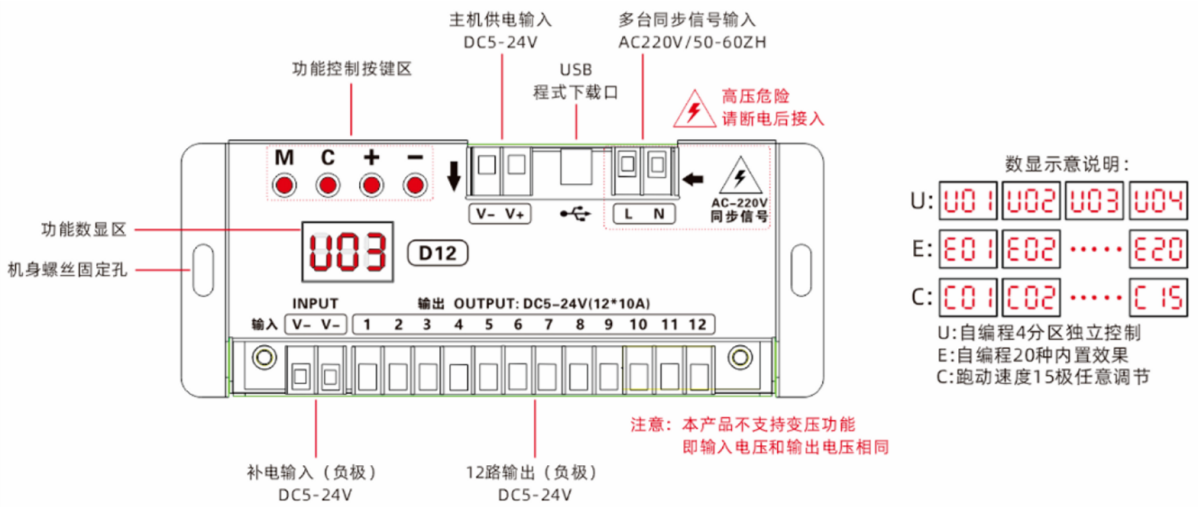 主机供电输入
DC5-24V
多台同步信号输入
AC220V/50-60ZH
功能控制按键区
USB
程式下载口
高压危险
请断电后接入
M C + −
V− V+
L N
AC-220V
同步信号
功能数显区
U03
D12
机身螺丝固定孔
INPUT
输出 OUTPUT: DC5-24V(12*10A)
输入 V− V− 1 2 3 4 5 6 7 8 9 10 11 12
补电输入（负极）
DC5-24V
12路输出（负极）
DC5-24V
注意：本产品不支持变压功能
即输入电压和输出电压相同
数显示意说明：
U: U01 U02 U03 U04
E: E01 E02 ····· E20
C: C01 C02 ····· C15
U:自编程4分区独立控制
E:自编程20种内置效果
C:跑动速度15极任意调节